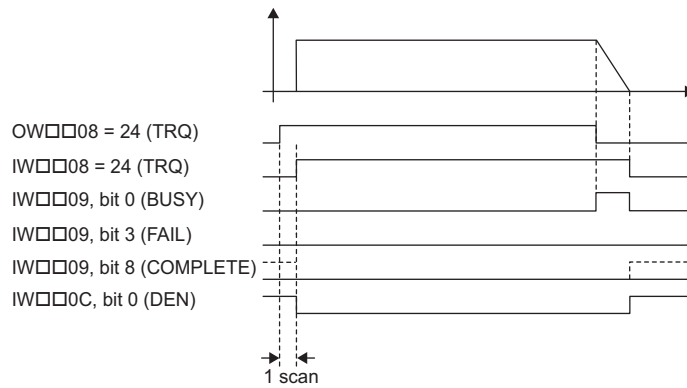 OW□□08 = 24 (TRQ)
IW□□08 = 24 (TRQ)
IW□□09, bit 0 (BUSY)
IW□□09, bit 3 (FAIL)
IW□□09, bit 8 (COMPLETE)
IW□□0C, bit 0 (DEN)
1 scan